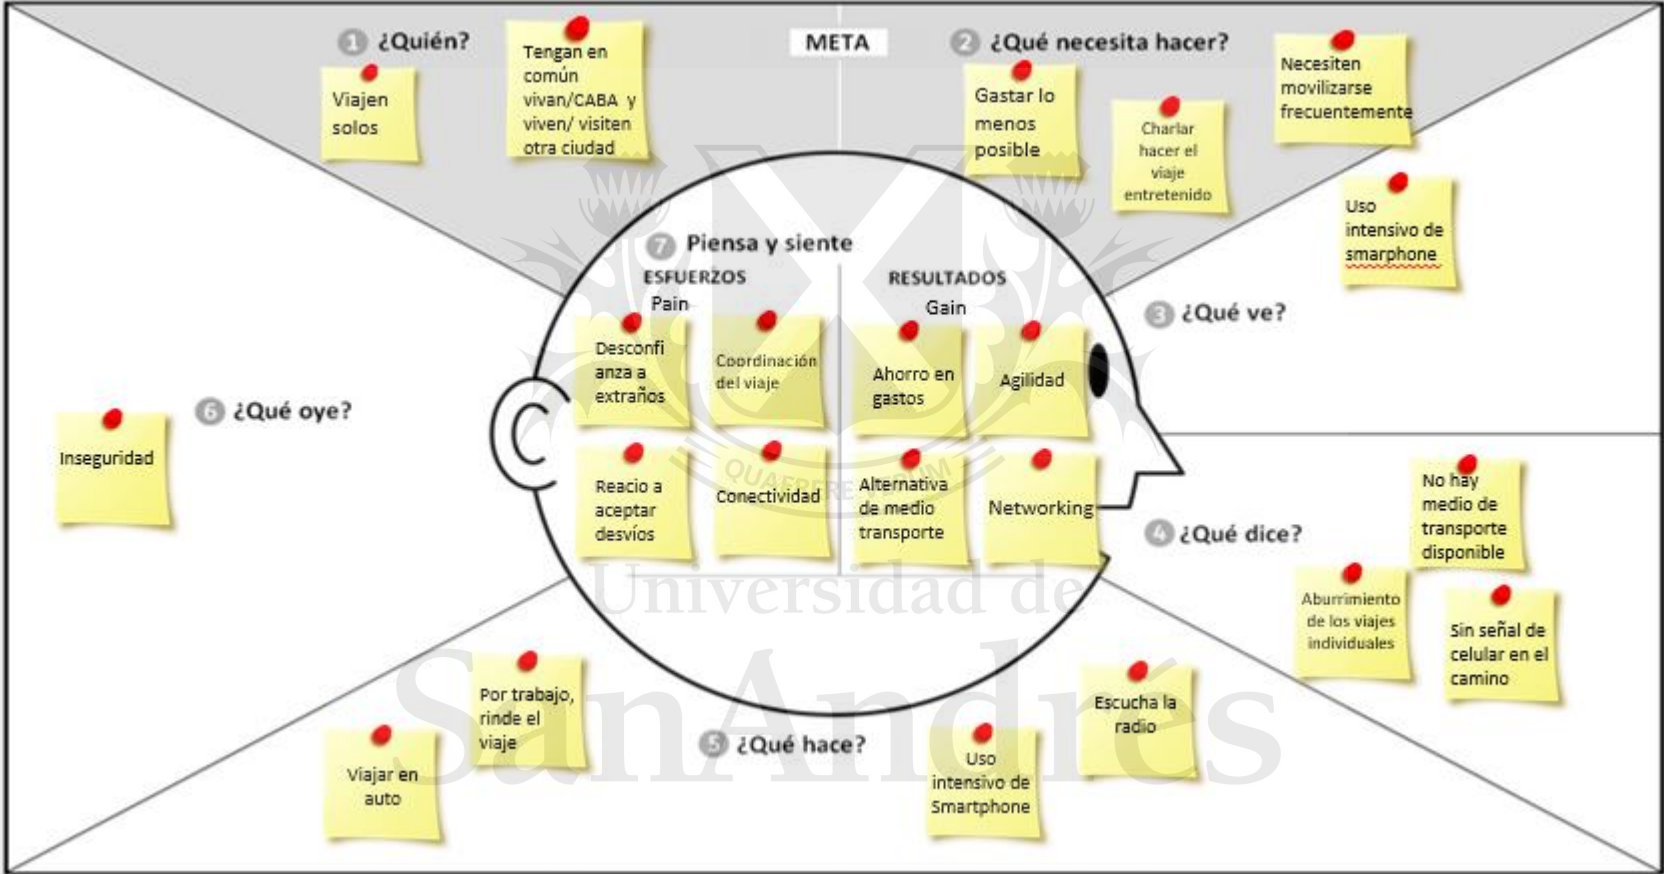 1 ¿Quién?
Viajen
solos
Tengan en
común
vivan/CABA y
viven/ visiten
otra ciudad
META
2 ¿Qué necesita hacer?
Gastar lo
menos
posible
Charlar
hacer el
viaje
entretenido
Necesiten
movilizarse
frecuentemente
Uso
intensivo de
smarphone
3 ¿Qué ve?
7 Piensa y siente
ESFUERZOS
Pain
RESULTADOS
Gain
Desconfi
anza a
extraños
Coordinación
del viaje
Ahorro en
gastos
Agilidad
Reacio a
aceptar
desvíos
Conectividad
Alternativa
de medio
transporte
Networking
6 ¿Qué oye?
Inseguridad
4 ¿Qué dice?
No hay
medio de
transporte
disponible
Aburrimiento
de los viajes
individuales
Sin señal de
celular en el
camino
5 ¿Qué hace?
Por trabajo,
rinde el
viaje
Viajar en
auto
Uso
intensivo de
Smartphone
Escucha la
radio
QUAERERE VERUM
Universidad de
SanAndrés